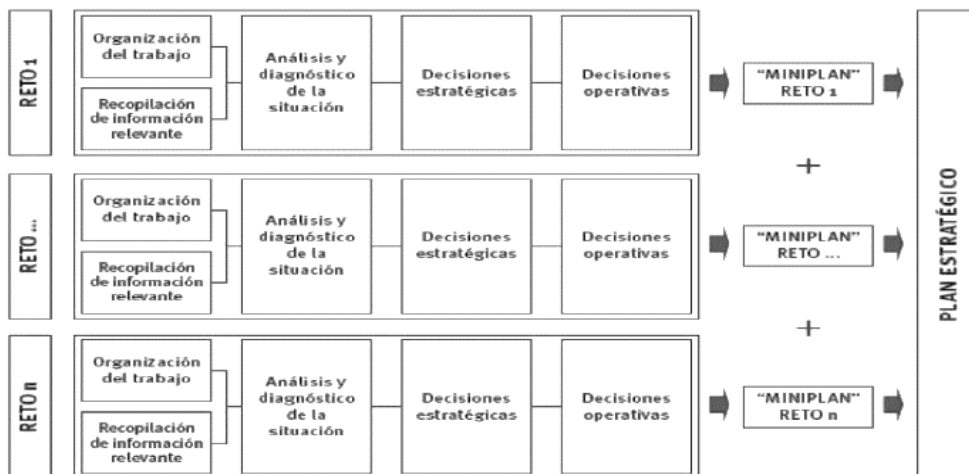 RETO 1
Organización
del trabajo
Recopilación
de información
relevante
Análisis y
diagnóstico
de la
situación
Decisiones
estratégicas
Decisiones
operativas
“MINIPLAN”
RETO 1
RETO ...
Organización
del trabajo
Recopilación
de información
relevante
Análisis y
diagnóstico
de la
situación
Decisiones
estratégicas
Decisiones
operativas
“MINIPLAN”
RETO ...
RETO n
Organización
del trabajo
Recopilación
de información
relevante
Análisis y
diagnóstico
de la
situación
Decisiones
estratégicas
Decisiones
operativas
“MINIPLAN”
RETO n
+
+
PLAN ESTRATÉGICO